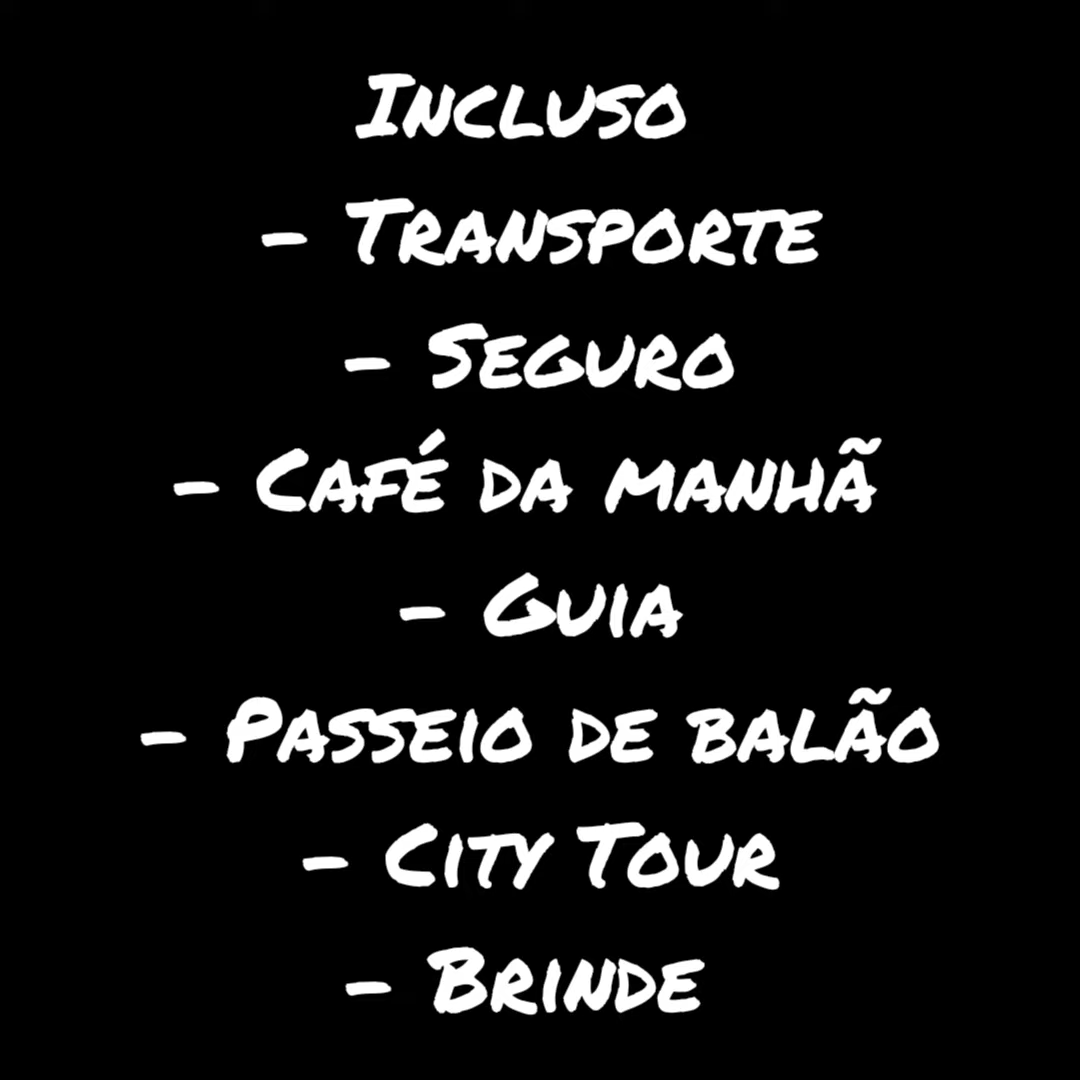 Incluso
- Transporte
- Seguro
- Café da manhã
- Guia
- Passeio de balão
- City Tour
- Brinde